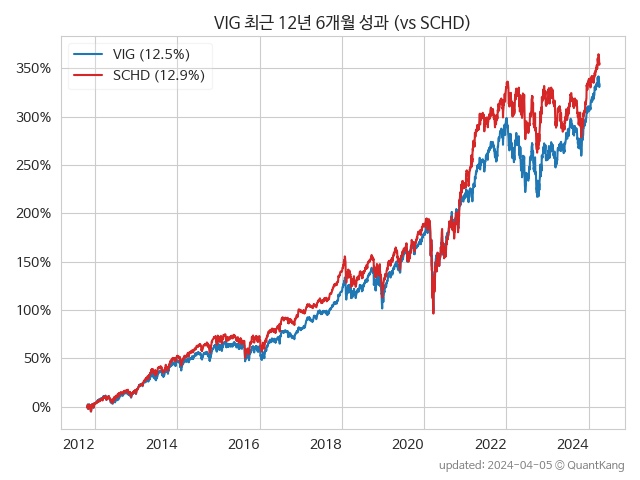 VIG 최근 12년 6개월 성과 (vs SCHD)
VIG (12.5%)
SCHD (12.9%)
350%
300%
250%
200%
150%
100%
50%
0%
2012 2014 2016 2018 2020 2022 2024
updated: 2024-04-05 © QuantKang